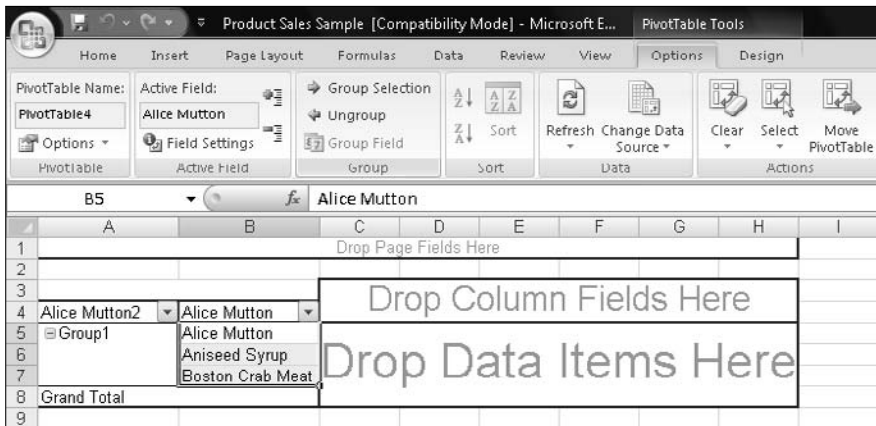 Product Sales Sample [Compatibility Mode] - Microsoft E...
PivotTable Tools
Home Insert Page Layout Formulas Data Review View Options Design
PivotTable Name: Active Field: Group Selection
PivotTable4 Alice Mutton Ungroup Sort Refresh Change Data Source Clear Select Move PivotTable
Options Field Settings Group Field
PivotTable Active Field Group Sort Data Actions
B5 fx Alice Mutton
A B C D E F G H I
1 Drop Page Fields Here
2
3 Drop Column Fields Here
4 Alice Mutton2 Alice Mutton
5 Group1 Alice Mutton
6 Aniseed Syrup Drop Data Items Here
7 Boston Crab Meat
8 Grand Total
9